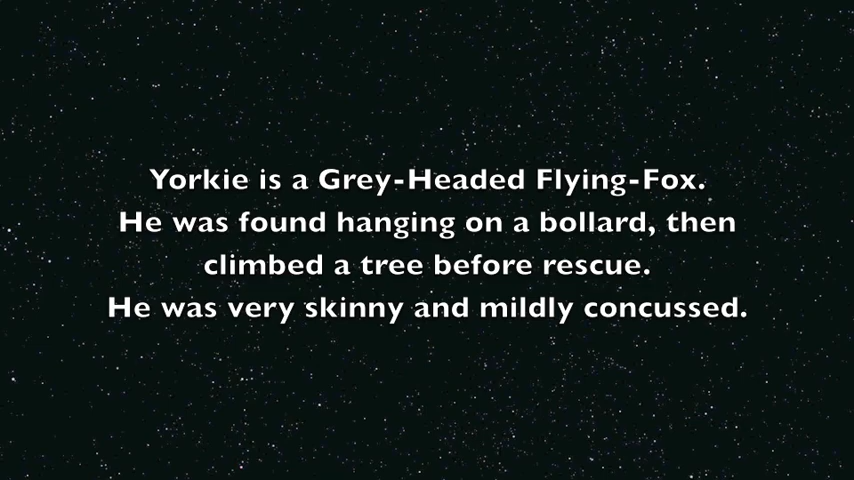 Yorkie is a Grey-Headed Flying-Fox.
He was found hanging on a bollard, then
climbed a tree before rescue.
He was very skinny and mildly concussed.